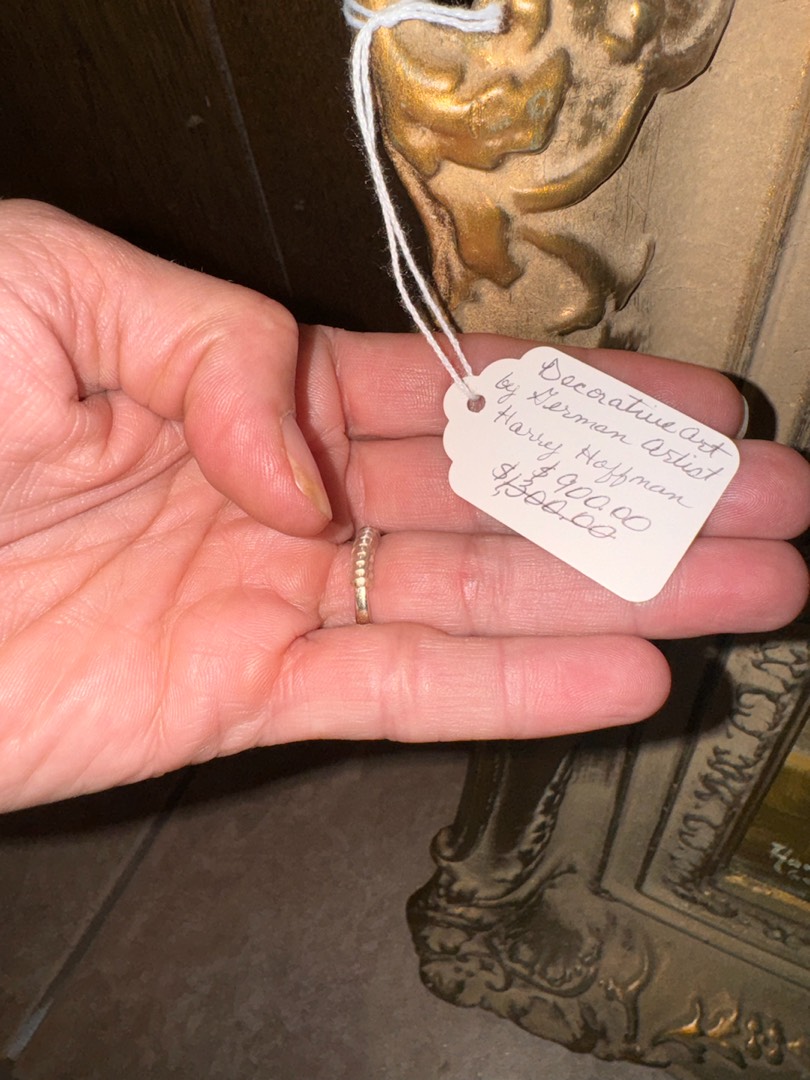 Decorative Art
by German Artist
Harry Hoffman
$900.00
$1300.00